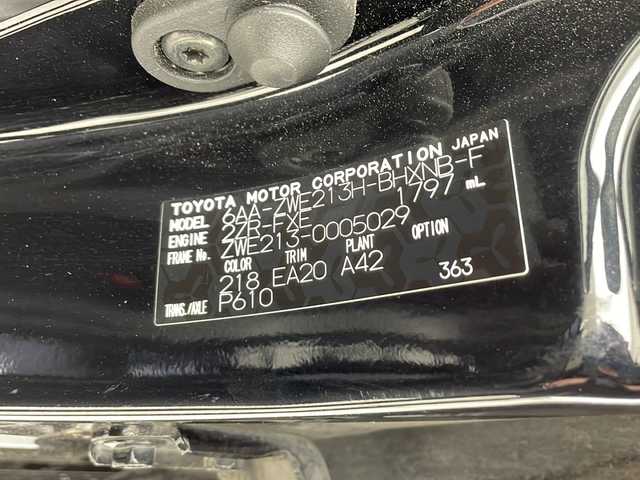 TOYOTA MOTOR CORPORATION JAPAN
MODEL 6AA-ZWE213H-BHXNB-F
ENGINE 2ZR-FXE 1797 mL
FRAME No. ZWE213-0005029
COLOR TRIM PLANT OPTION
218 EA20 A42 363
TRANS./AXLE P610